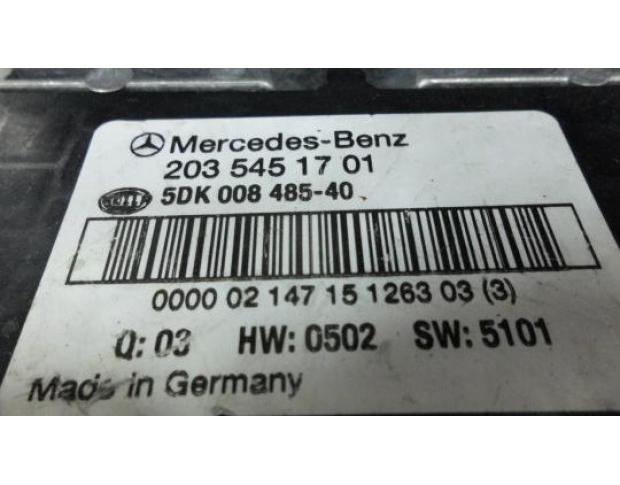 Mercedes-Benz
203 545 17 01
HELLA 5DK 008 485-40
0000 02 147 15 1263 03 (3)
Q: 03 HW: 0502 SW: 5101
Made in Germany